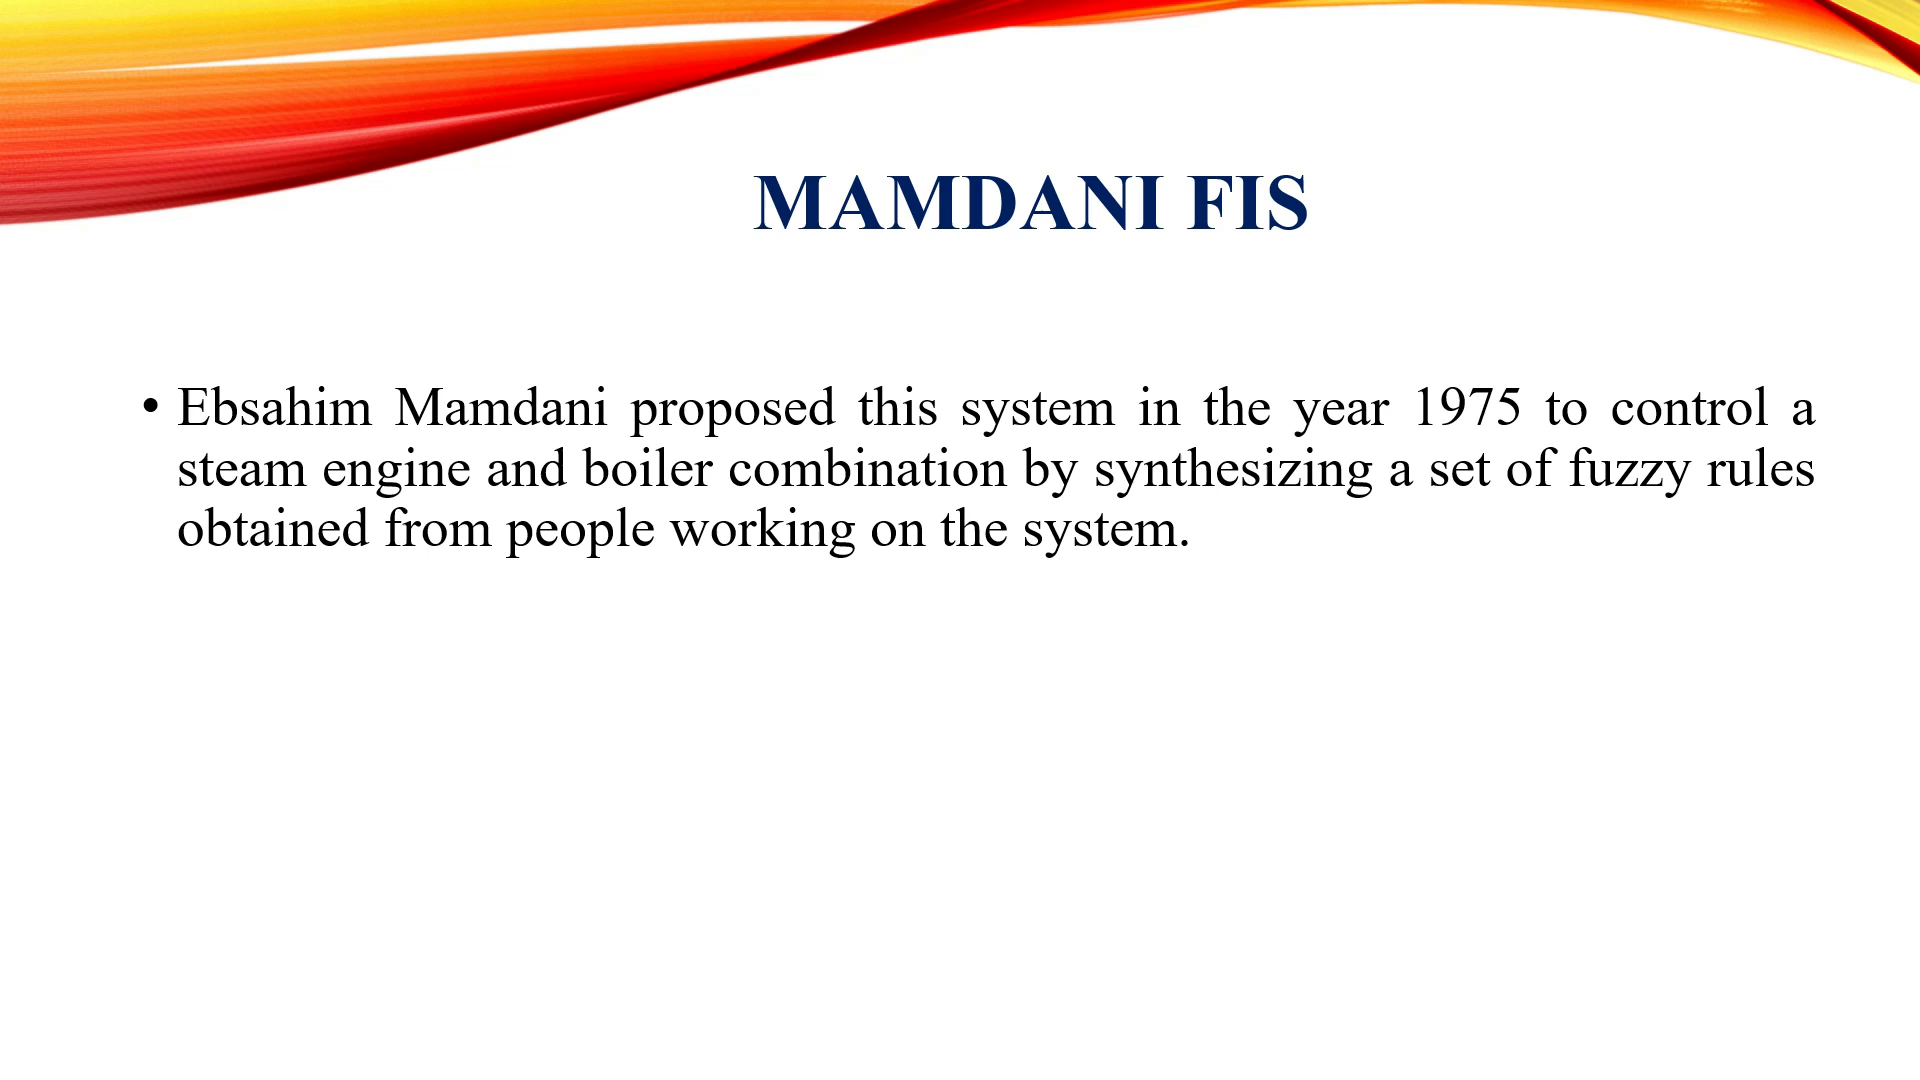 MAMDANI FIS
• Ebsahim Mamdani proposed this system in the year 1975 to control a
steam engine and boiler combination by synthesizing a set of fuzzy rules
obtained from people working on the system.